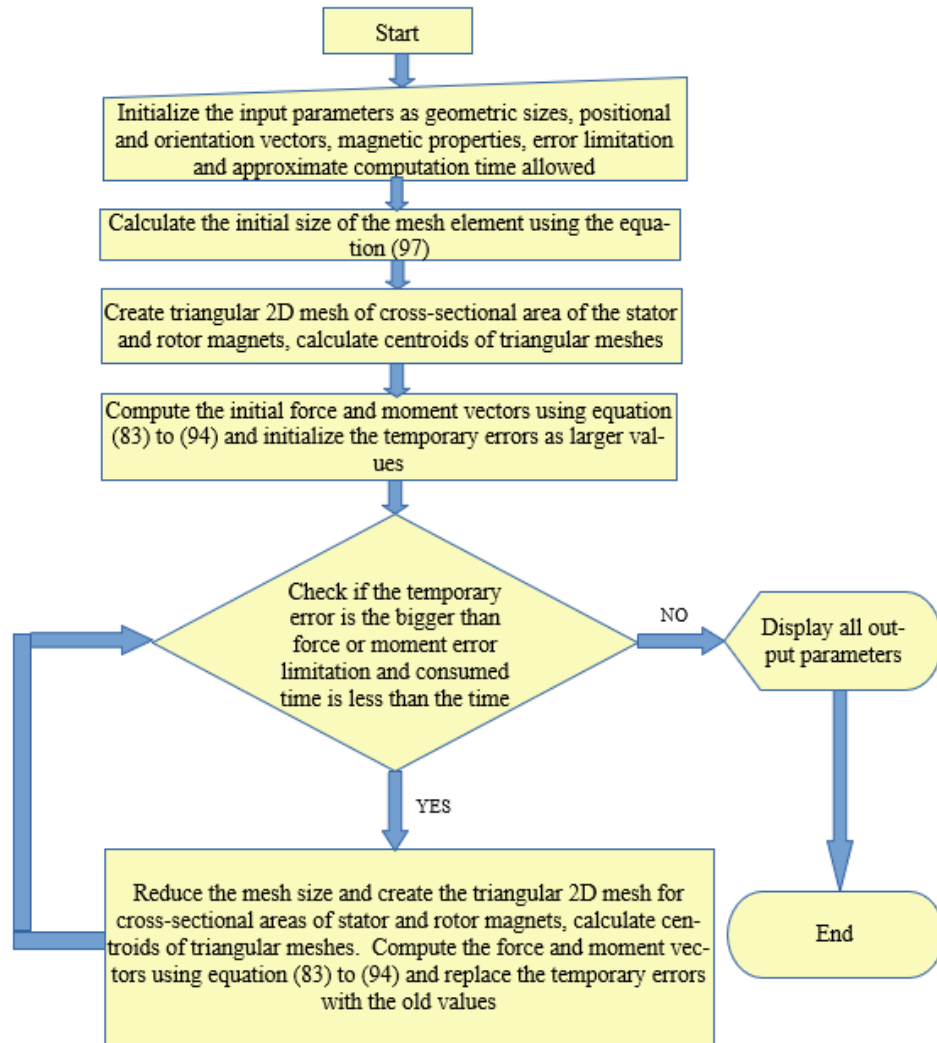 Start
Initialize the input parameters as geometric sizes, positional
and orientation vectors, magnetic properties, error limitation
and approximate computation time allowed
Calculate the initial size of the mesh element using the equa-
tion (97)
Create triangular 2D mesh of cross-sectional area of the stator
and rotor magnets, calculate centroids of triangular meshes
Compute the initial force and moment vectors using equation
(83) to (94) and initialize the temporary errors as larger val-
ues
Check if the temporary
error is the bigger than
force or moment error
limitation and consumed
time is less than the time
NO
Display all out-
put parameters
YES
Reduce the mesh size and create the triangular 2D mesh for
cross-sectional areas of stator and rotor magnets, calculate cen-
troids of triangular meshes.  Compute the force and moment vec-
tors using equation (83) to (94) and replace the temporary errors
with the old values
End